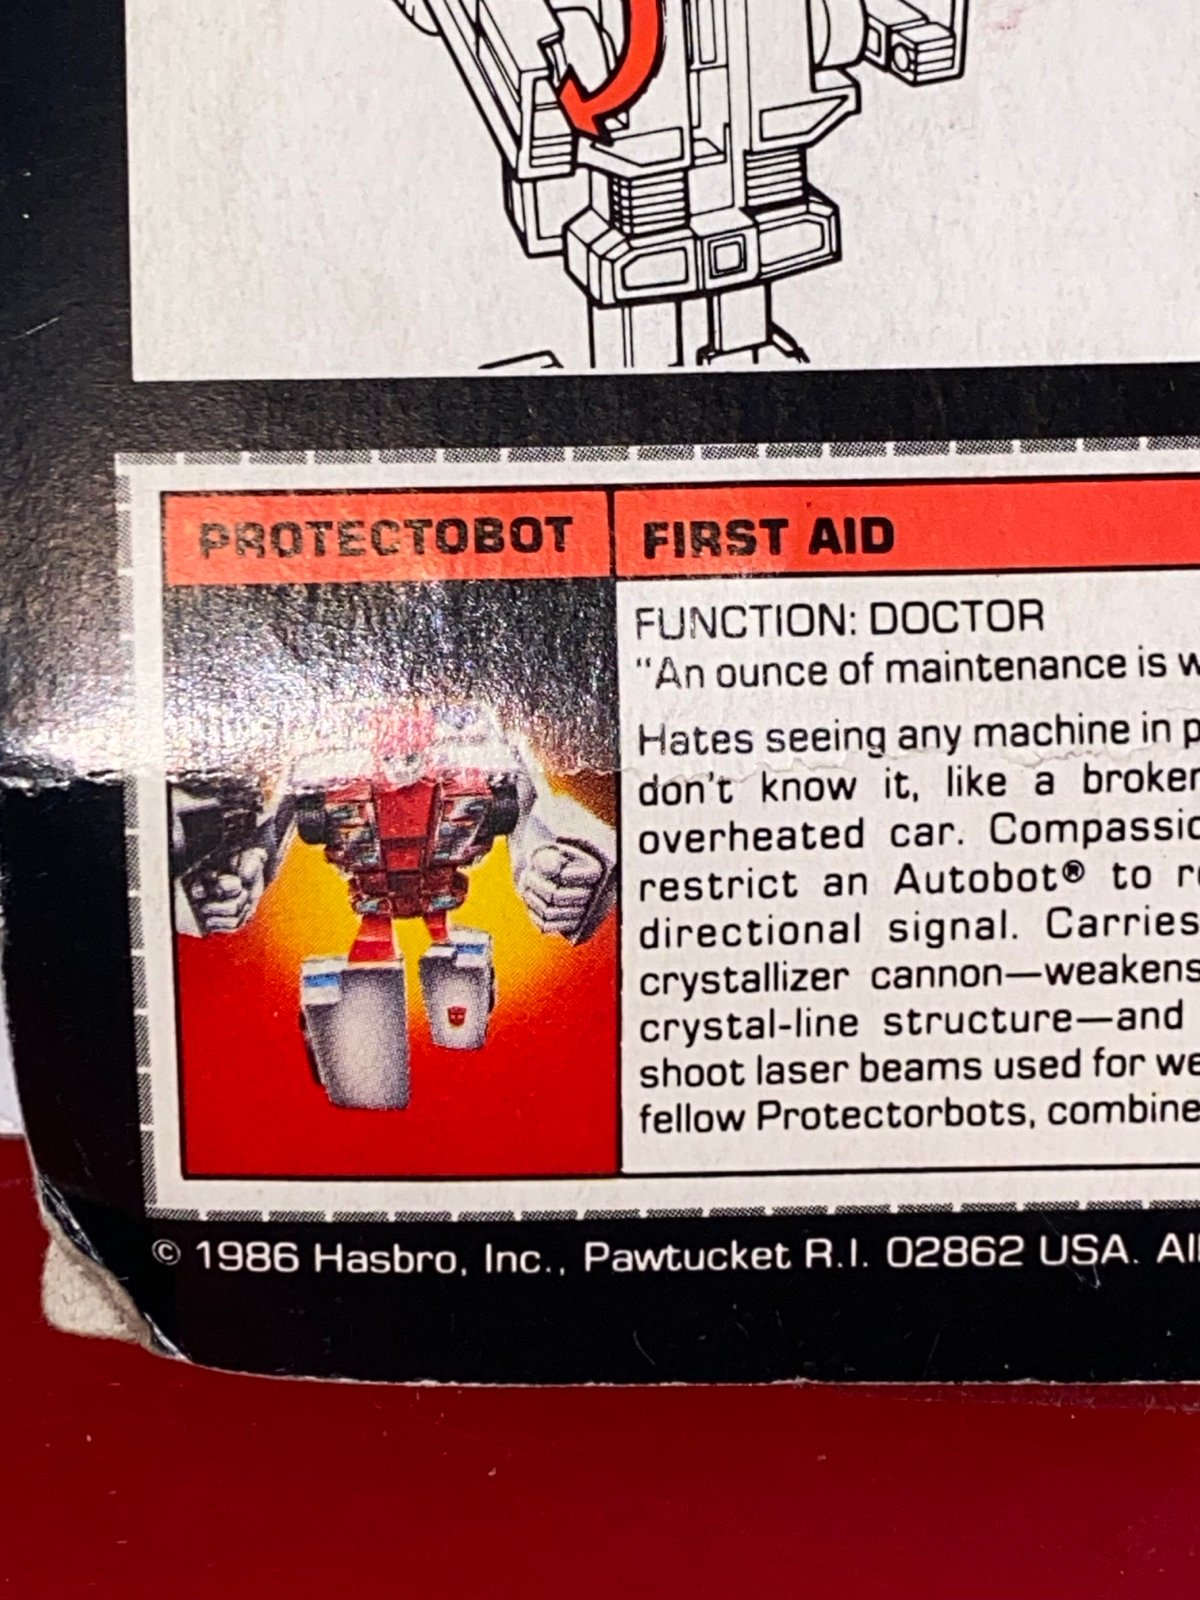 PROTECTOBOT
FIRST AID
FUNCTION: DOCTOR
"An ounce of maintenance is
Hates seeing any machine in
don't know it, like a broken
overheated car.
restrict an Autobot® to
directional signal. Carries
crystallizer cannon—weakens
crystal-line structure—and
shoot laser beams used for
fellow Protectorbots, combine
© 1986 Hasbro, Inc., Pawtucket R.I. 02862 USA. All